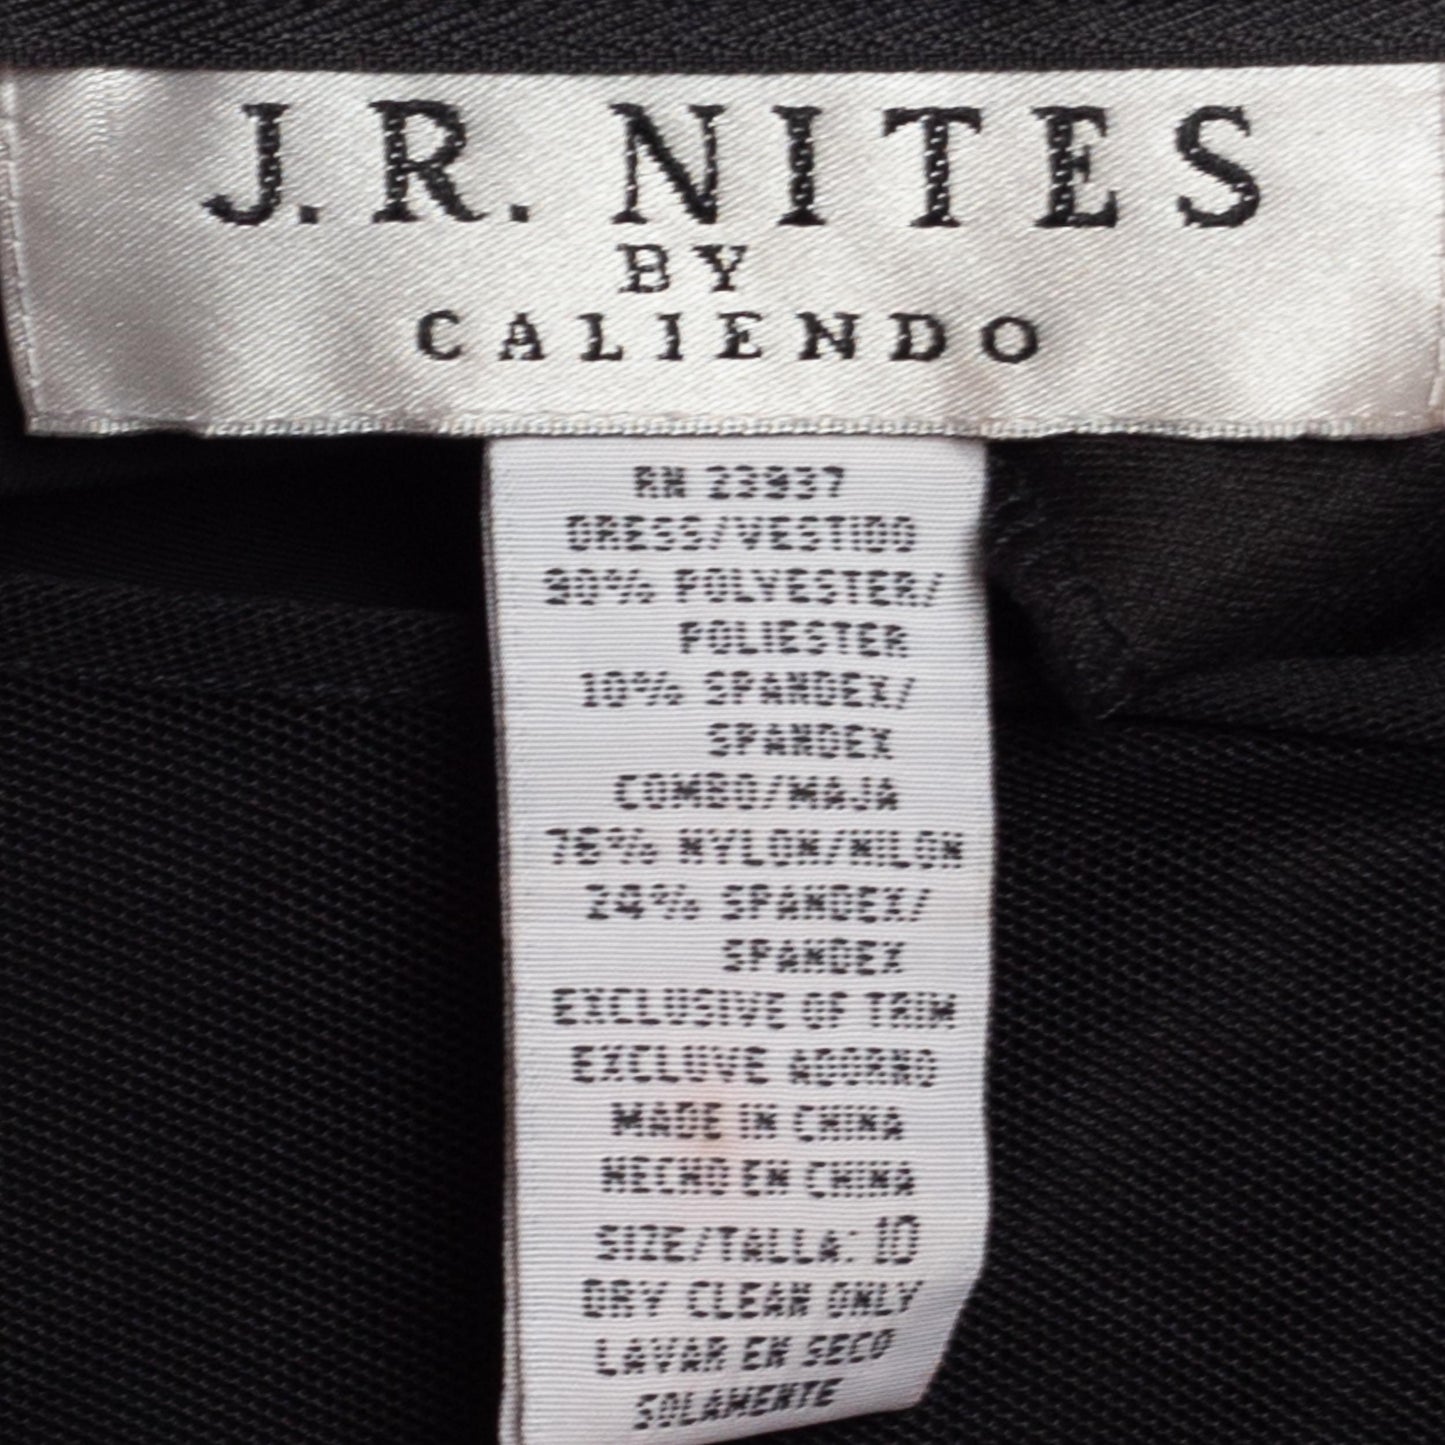 J.R. NITES
BY
CALIENDO
RN 23937
DRESS/VESTIDO
90% POLYESTER/
POLIESTER
10% SPANDEX/
SPANDEX
COMBO/MAJA
76% NYLON/NILON
24% SPANDEX/
SPANDEX
EXCLUSIVE OF TRIM
EXCLUVE ADORNO
MADE IN CHINA
HECHO EN CHINA
SIZE/TALLA: 10
DRY CLEAN ONLY
LAVAR EN SECO
SOLAMENTE